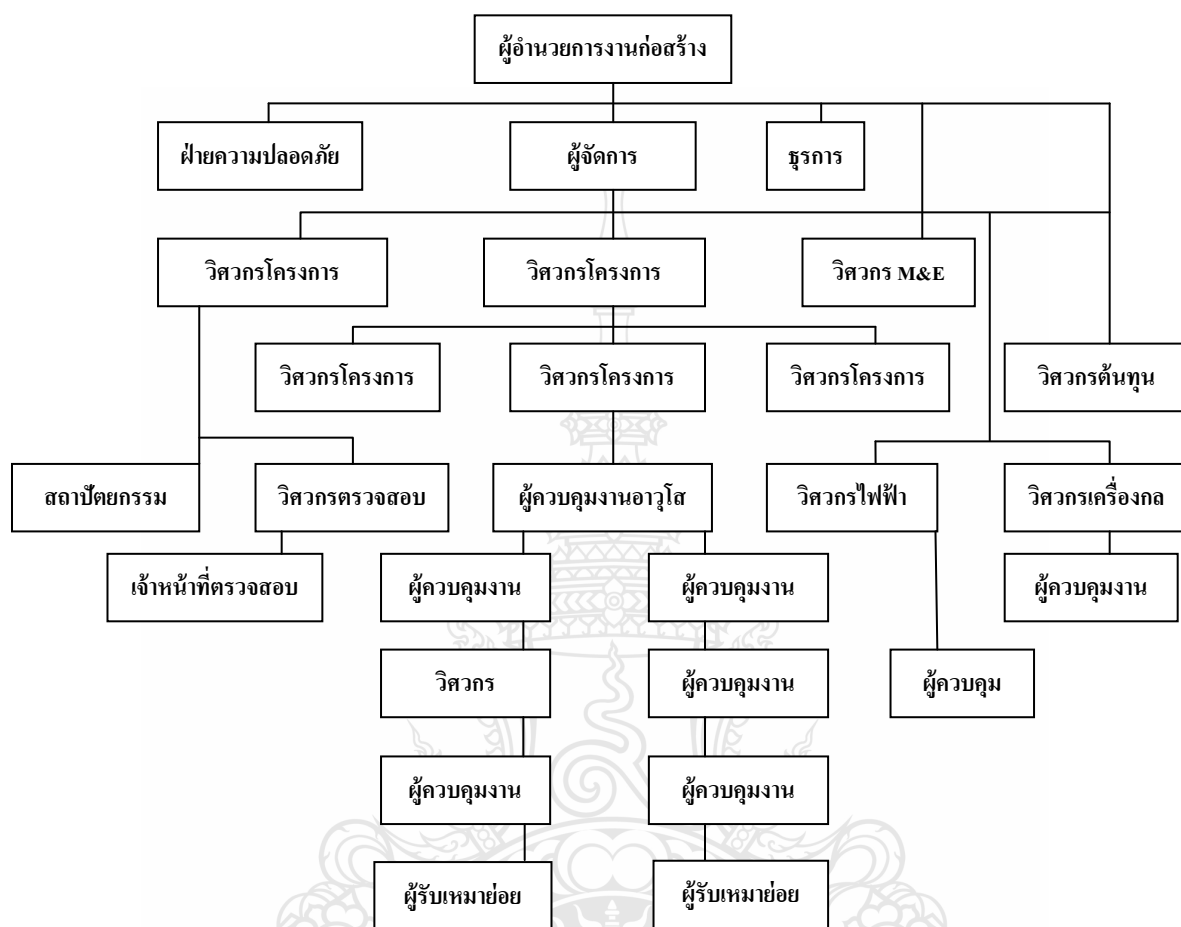 ผู้อำนวยการงานก่อสร้าง
ฝ่ายความปลอดภัย
ผู้จัดการ
ธุรการ
วิศวกรโครงการ
วิศวกรโครงการ
วิศวกร M&E
วิศวกรโครงการ
วิศวกรโครงการ
วิศวกรโครงการ
วิศวกรต้นทุน
สถาปัตยกรรม
วิศวกรตรวจสอบ
ผู้ควบคุมงานอาวุโส
วิศวกรไฟฟ้า
วิศวกรเครื่องกล
เจ้าหน้าที่ตรวจสอบ
ผู้ควบคุมงาน
ผู้ควบคุมงาน
ผู้ควบคุมงาน
วิศวกร
ผู้ควบคุมงาน
ผู้ควบคุม
ผู้ควบคุมงาน
ผู้ควบคุมงาน
ผู้รับเหมาย่อย
ผู้รับเหมาย่อย